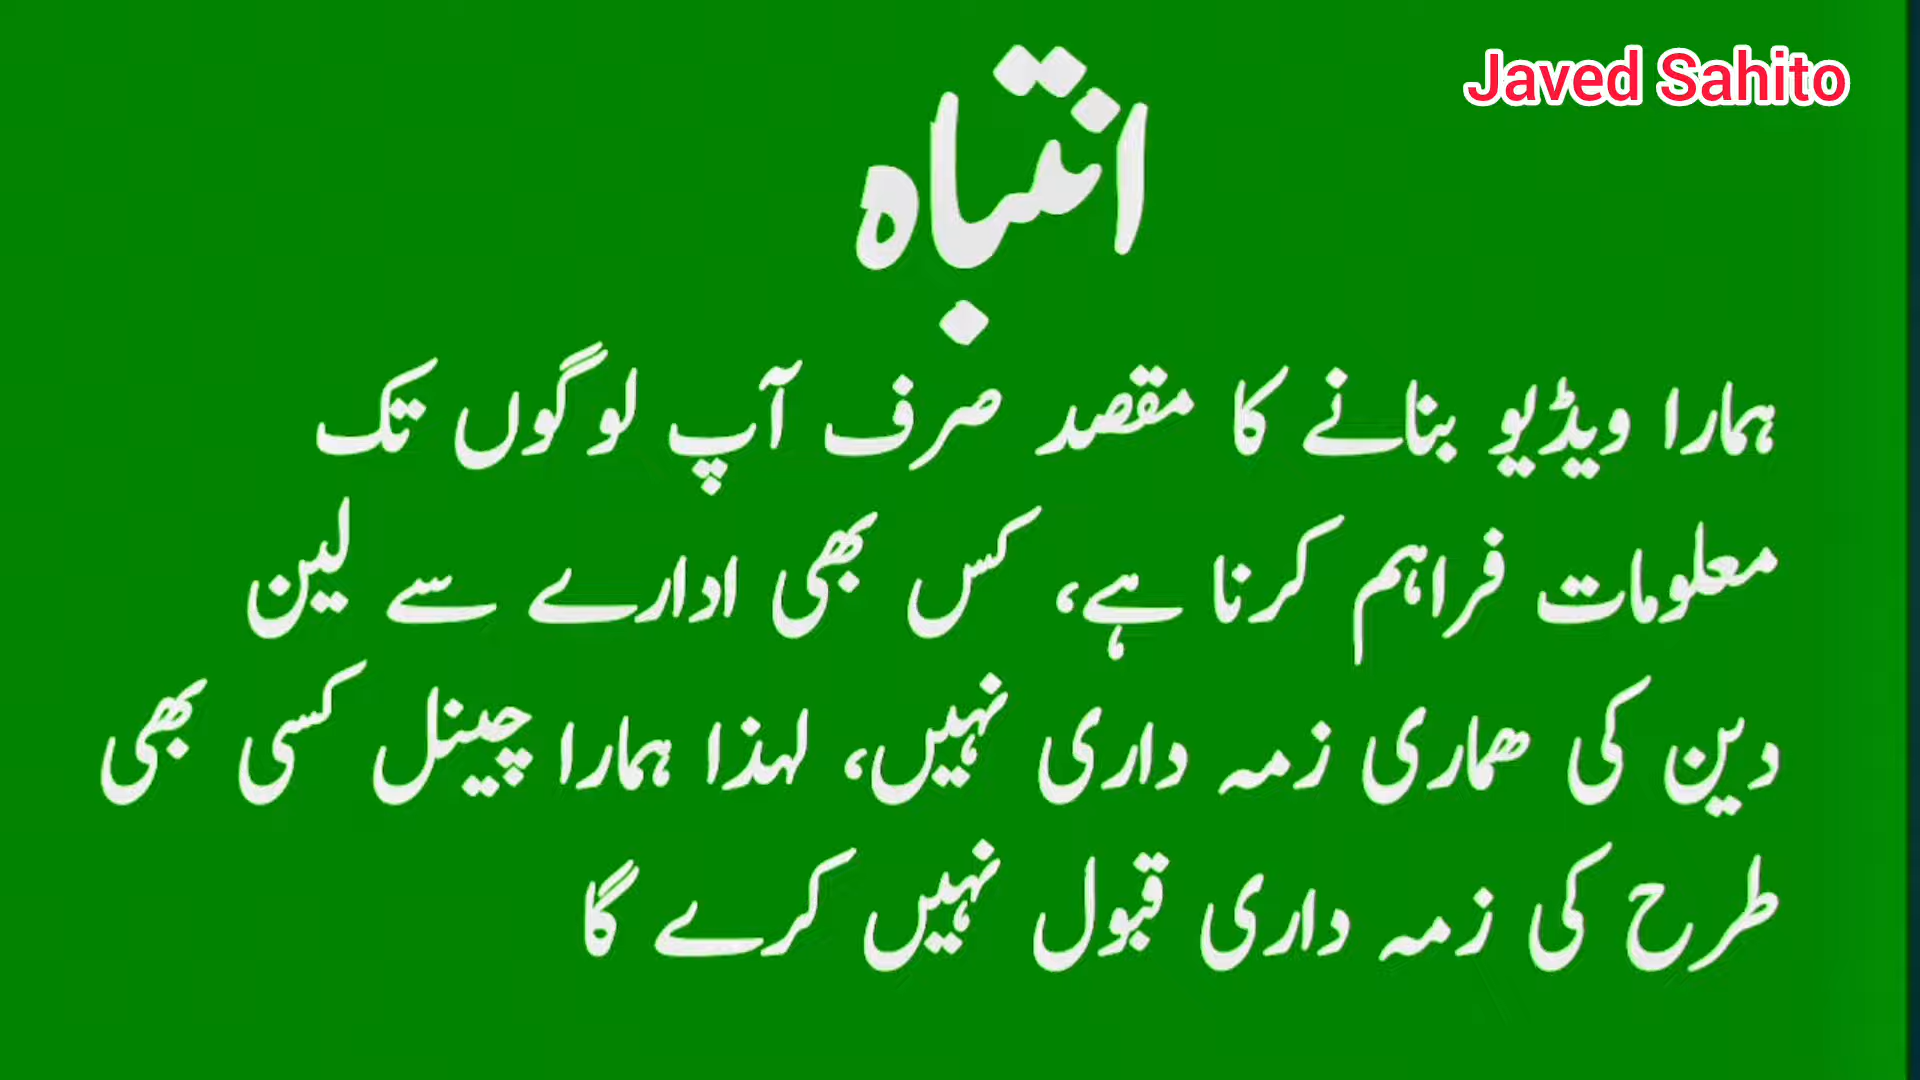 Javed Sahito
انتباہ
ہمارا ویڈیو بنانے کا مقصد صرف آپ لوگوں تک
معلومات فراہم کرنا ہے، کس بھی ادارے سے لین
دین کی ھماری زمہ داری نہیں، لہذا ہمارا چینل کسی بھی
طرح کی زمہ داری قبول نہیں کرے گا